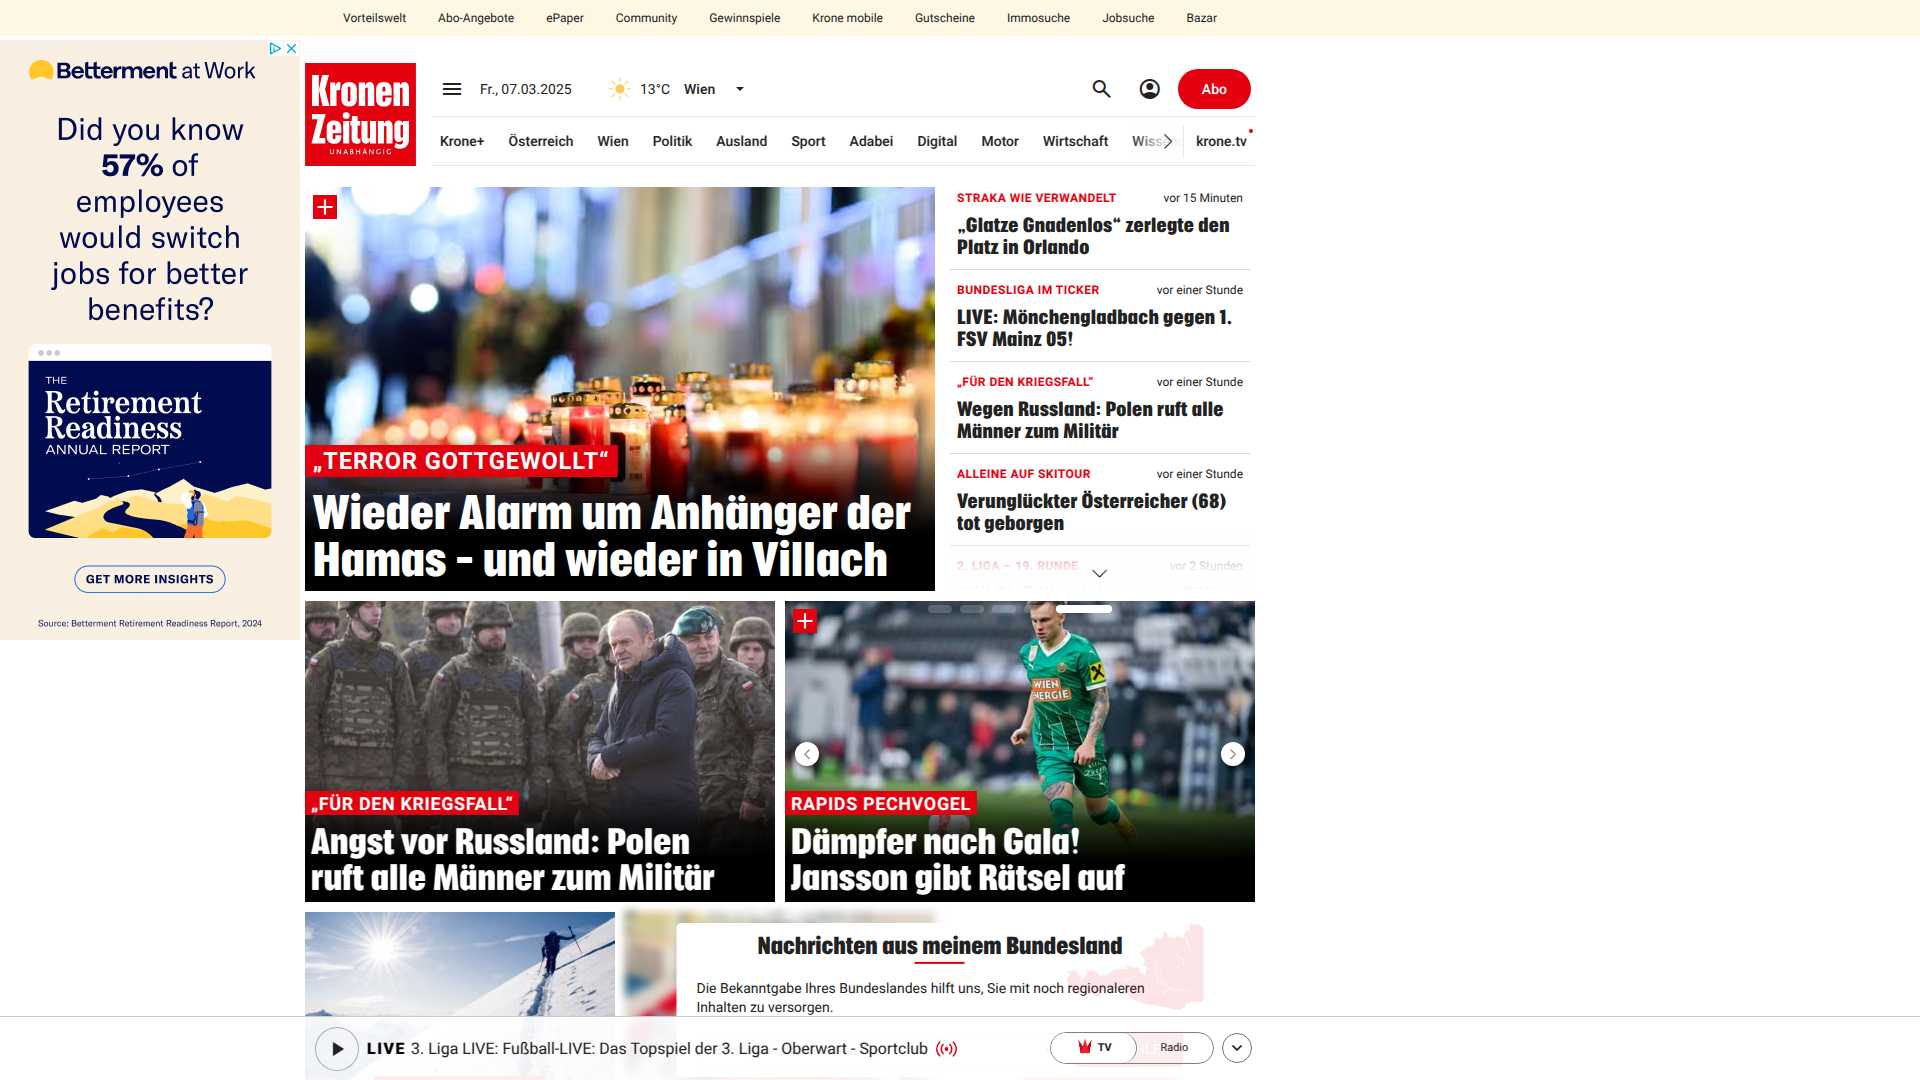 Vorteilswelt Abo-Angebote ePaper Community Gewinnspiele Krone mobile Gutscheine Immosuche Jobsuche Bazar
Betterment at Work
Did you know
57% of
employees
would switch
jobs for better
benefits?
THE
Retirement
Readiness
ANNUAL REPORT
GET MORE INSIGHTS
Source: Betterment Retirement Readiness Report, 2024
Kronen
Zeitung
UNABHÄNGIG
Fr., 07.03.2025 13°C Wien
Abo
Krone+ Österreich Wien Politik Ausland Sport Adabei Digital Motor Wirtschaft krone.tv
„TERROR GOTTGEWOLLT“
Wieder Alarm um Anhänger der
Hamas – und wieder in Villach
STRAKA WIE VERWANDELT vor 15 Minuten
„Glatze Gnadenlos“ zerlegte den
Platz in Orlando
BUNDESLIGA IM TICKER vor einer Stunde
LIVE: Mönchengladbach gegen 1.
FSV Mainz 05!
„FÜR DEN KRIEGSFALL“ vor einer Stunde
Wegen Russland: Polen ruft alle
Männer zum Militär
ALLEINE AUF SKITOUR vor einer Stunde
Verunglückter Österreicher (68)
tot geborgen
2. LIGA – 19. RUNDE vor 2 Stunden
„FÜR DEN KRIEGSFALL“
Angst vor Russland: Polen
ruft alle Männer zum Militär
WIEN
ENERGIE
RAPIDS PECHVOGEL
Dämpfer nach Gala!
Jansson gibt Rätsel auf
Nachrichten aus meinem Bundesland
Die Bekanntgabe Ihres Bundeslandes hilft uns, Sie mit noch regionaleren
Inhalten zu versorgen.
LIVE 3. Liga LIVE: Fußball-LIVE: Das Topspiel der 3. Liga - Oberwart - Sportclub
TV Radio